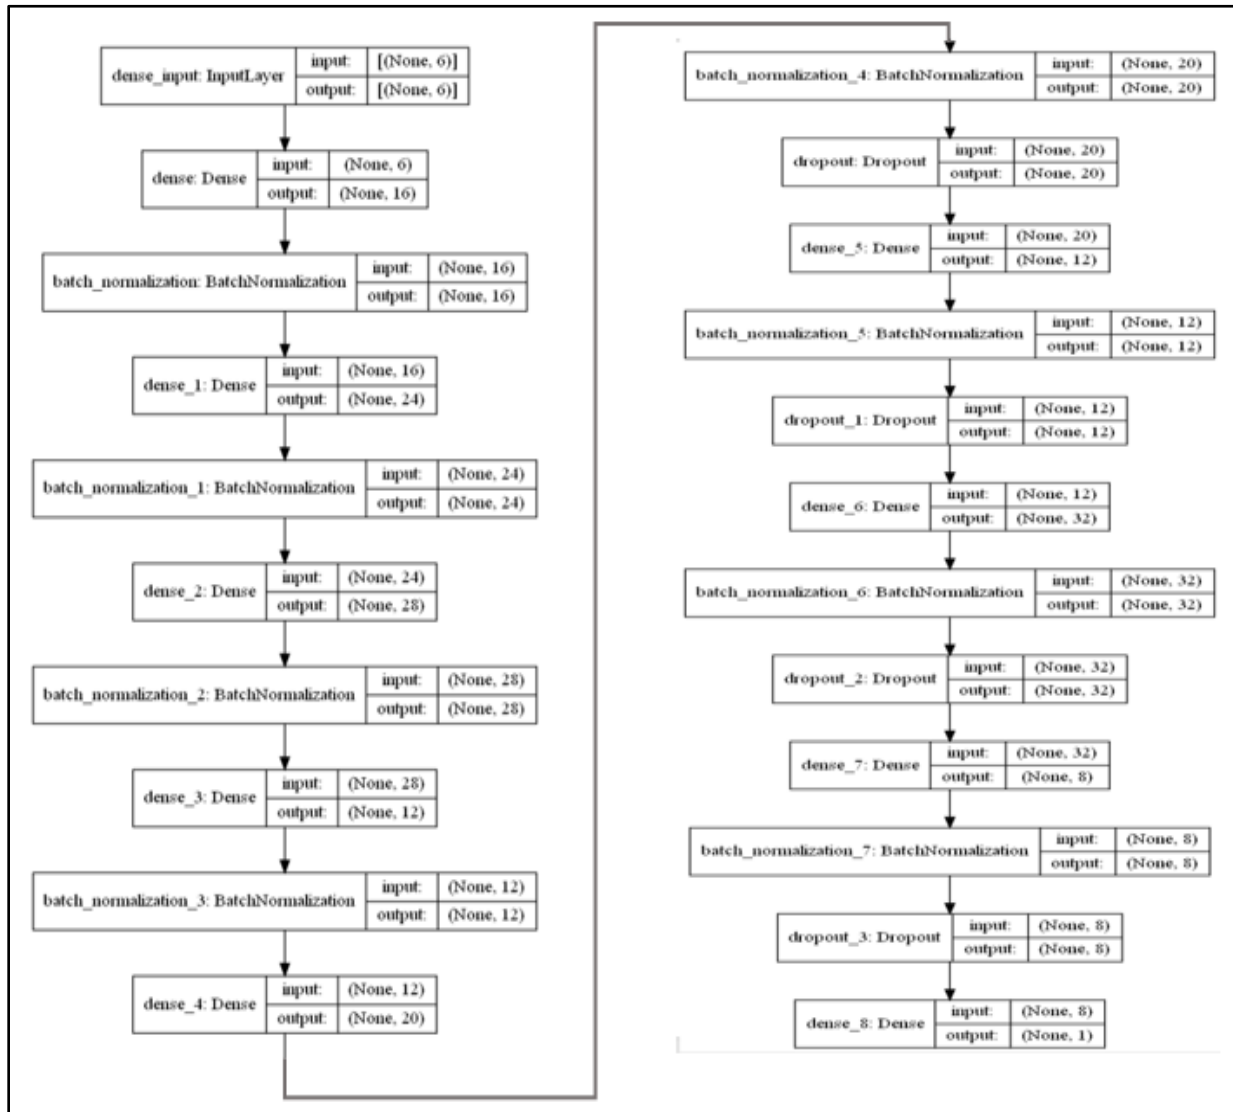 dense_input: InputLayer input: [(None, 6)]
output: [(None, 6)]
dense: Dense input: (None, 6)
output: (None, 16)
batch_normalization: BatchNormalization input: (None, 16)
output: (None, 16)
dense_1: Dense input: (None, 16)
output: (None, 24)
batch_normalization_1: BatchNormalization input: (None, 24)
output: (None, 24)
dense_2: Dense input: (None, 24)
output: (None, 28)
batch_normalization_2: BatchNormalization input: (None, 28)
output: (None, 28)
dense_3: Dense input: (None, 28)
output: (None, 12)
batch_normalization_3: BatchNormalization input: (None, 12)
output: (None, 12)
dense_4: Dense input: (None, 12)
output: (None, 20)
batch_normalization_4: BatchNormalization input: (None, 20)
output: (None, 20)
dropout: Dropout input: (None, 20)
output: (None, 20)
dense_5: Dense input: (None, 20)
output: (None, 12)
batch_normalization_5: BatchNormalization input: (None, 12)
output: (None, 12)
dropout_1: Dropout input: (None, 12)
output: (None, 12)
dense_6: Dense input: (None, 12)
output: (None, 32)
batch_normalization_6: BatchNormalization input: (None, 32)
output: (None, 32)
dropout_2: Dropout input: (None, 32)
output: (None, 32)
dense_7: Dense input: (None, 32)
output: (None, 8)
batch_normalization_7: BatchNormalization input: (None, 8)
output: (None, 8)
dropout_3: Dropout input: (None, 8)
output: (None, 8)
dense_8: Dense input: (None, 8)
output: (None, 1)